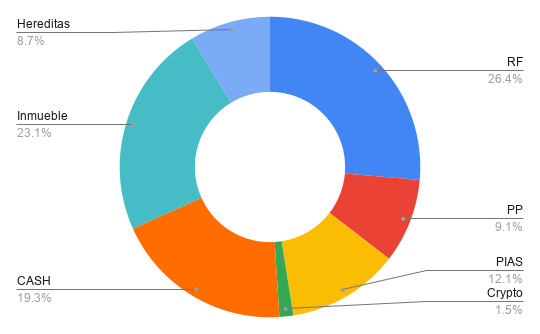 Hereditas
8.7%
RF
26.4%
Inmueble
23.1%
PP
9.1%
PIAS
12.1%
CASH
19.3%
Crypto
1.5%